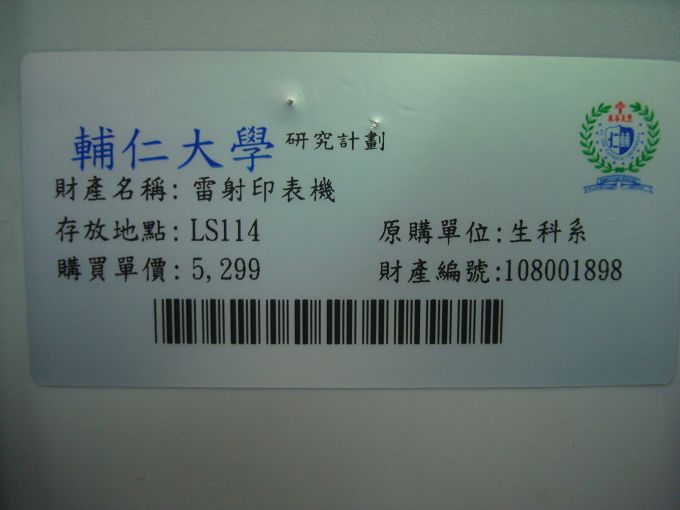 輔仁大學 研究計劃
財產名稱: 雷射印表機
存放地點: LS114 原購單位:生科系
購買單價: 5,299 財產編號:108001898